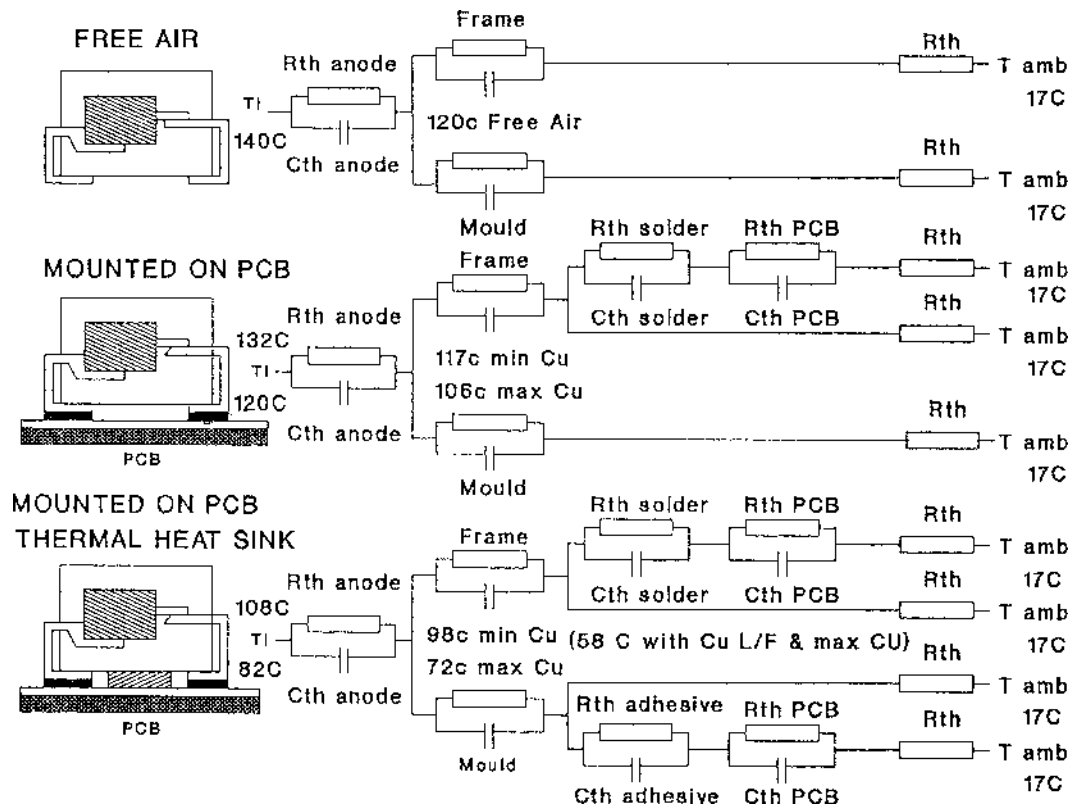 FREE AIR
Frame
Rth
Rth anode
T amb
TI
17C
140C
120c Free Air
Cth anode
Rth
T amb
Mould
17C
Rth solder
Rth PCB
Rth
MOUNTED ON PCB
Frame
T amb
17C
Rth anode
Cth solder
Cth PCB
Rth
132C
T amb
TI
117c min Cu
17C
120C
106c max Cu
Cth anode
Rth
T amb
PCB
Mould
17C
MOUNTED ON PCB
THERMAL HEAT SINK
Rth solder
Rth PCB
Rth
Frame
T amb
Rth anode
17C
108C
Cth solder
Cth PCB
Rth
T amb
TI
98c min Cu (58 C with Cu L/F & max CU)
17C
82C
72c max Cu
Rth
Cth anode
T amb
Rth adhesive
Rth PCB
17C
PCB
Rth
Mould
T amb
Cth adhesive
Cth PCB
17C